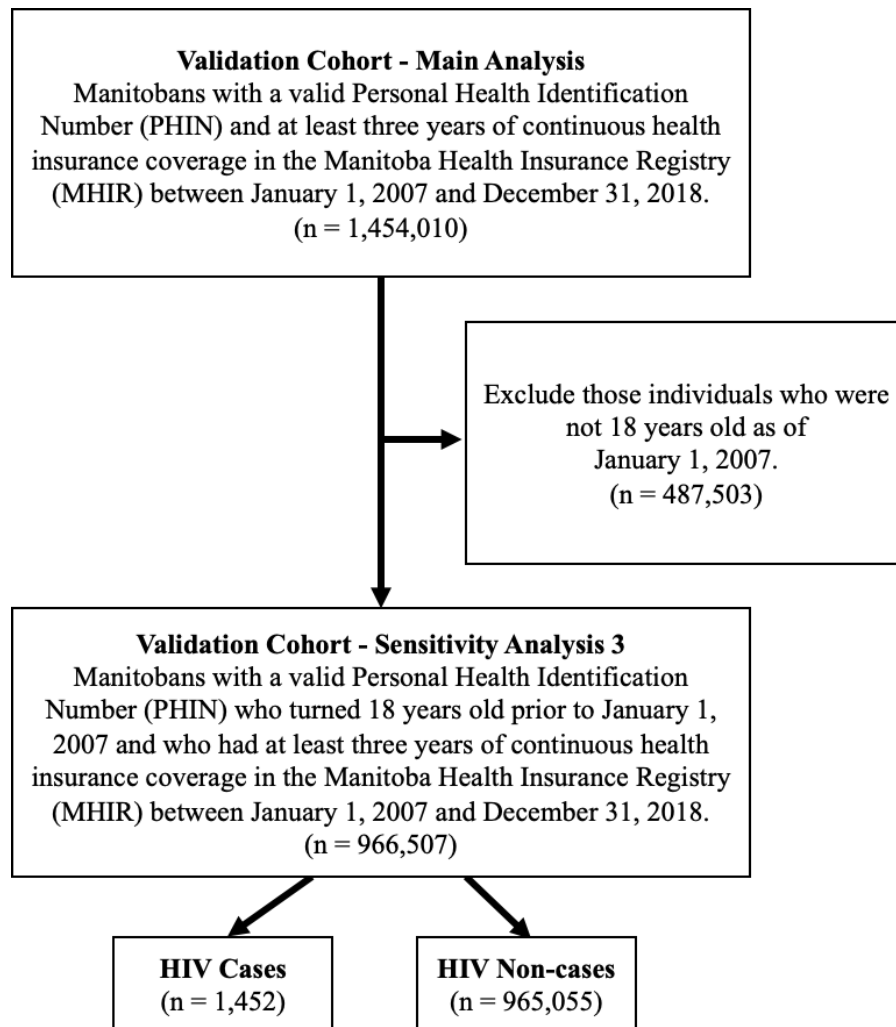 Validation Cohort - Main Analysis
Manitobans with a valid Personal Health Identification
Number (PHIN) and at least three years of continuous health
insurance coverage in the Manitoba Health Insurance Registry
(MHIR) between January 1, 2007 and December 31, 2018.
(n = 1,454,010)
Exclude those individuals who were
not 18 years old as of
January 1, 2007.
(n = 487,503)
Validation Cohort - Sensitivity Analysis 3
Manitobans with a valid Personal Health Identification
Number (PHIN) who turned 18 years old prior to January 1,
2007 and who had at least three years of continuous health
insurance coverage in the Manitoba Health Insurance Registry
(MHIR) between January 1, 2007 and December 31, 2018.
(n = 966,507)
HIV Cases
(n = 1,452)
HIV Non-cases
(n = 965,055)